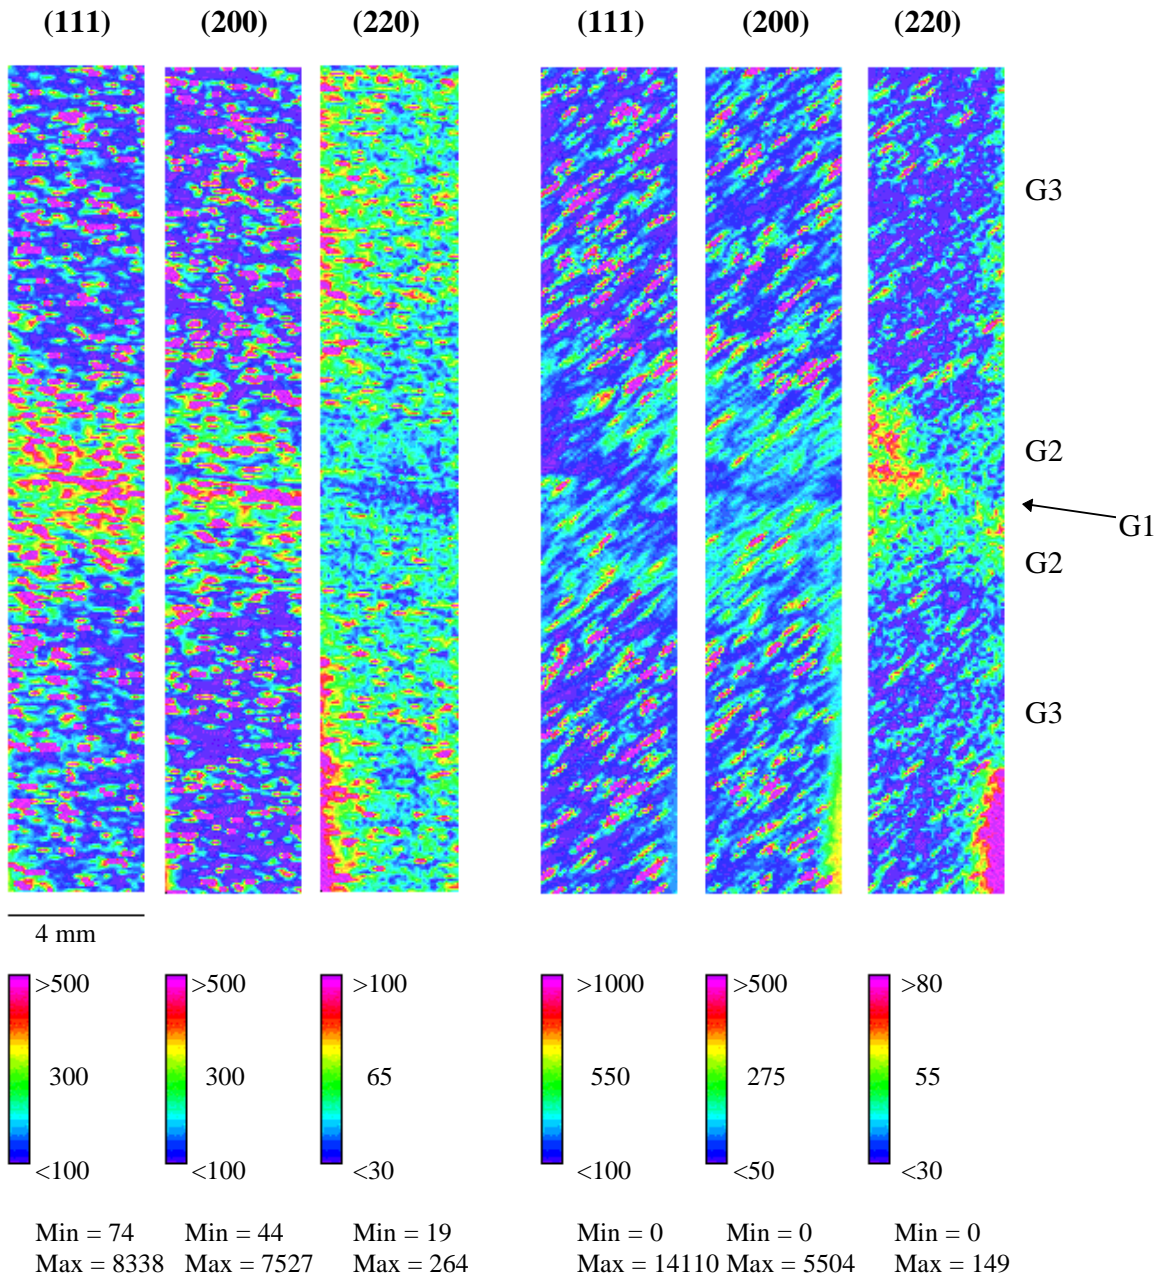 (111) (200) (220) (111) (200) (220)
G3
G2
G1
G2
G3
4 mm
>500 >500 >100 >1000 >500 >80
300 300 65 550 275 55
<100 <100 <30 <100 <50 <30
Min = 74 Min = 44 Min = 19 Min = 0 Min = 0 Min = 0
Max = 8338 Max = 7527 Max = 264 Max = 14110 Max = 5504 Max = 149